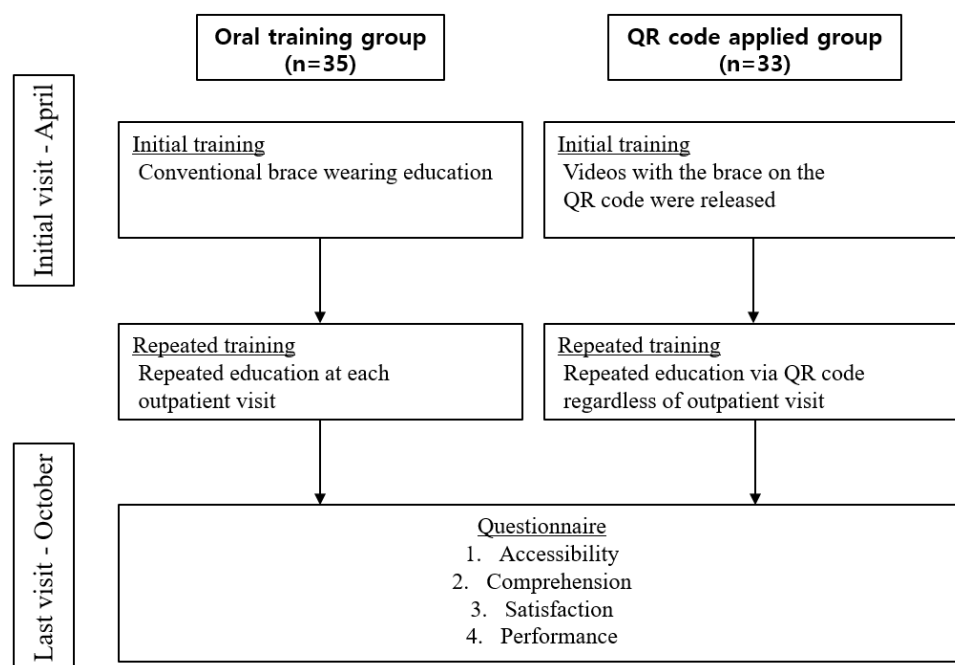 Oral training group
(n=35)
QR code applied group
(n=33)
Initial visit - April
Initial training
Conventional brace wearing education
Initial training
Videos with the brace on the
QR code were released
Repeated training
Repeated education at each
outpatient visit
Repeated training
Repeated education via QR code
regardless of outpatient visit
Last visit - October
Questionnaire
1. Accessibility
2. Comprehension
3. Satisfaction
4. Performance